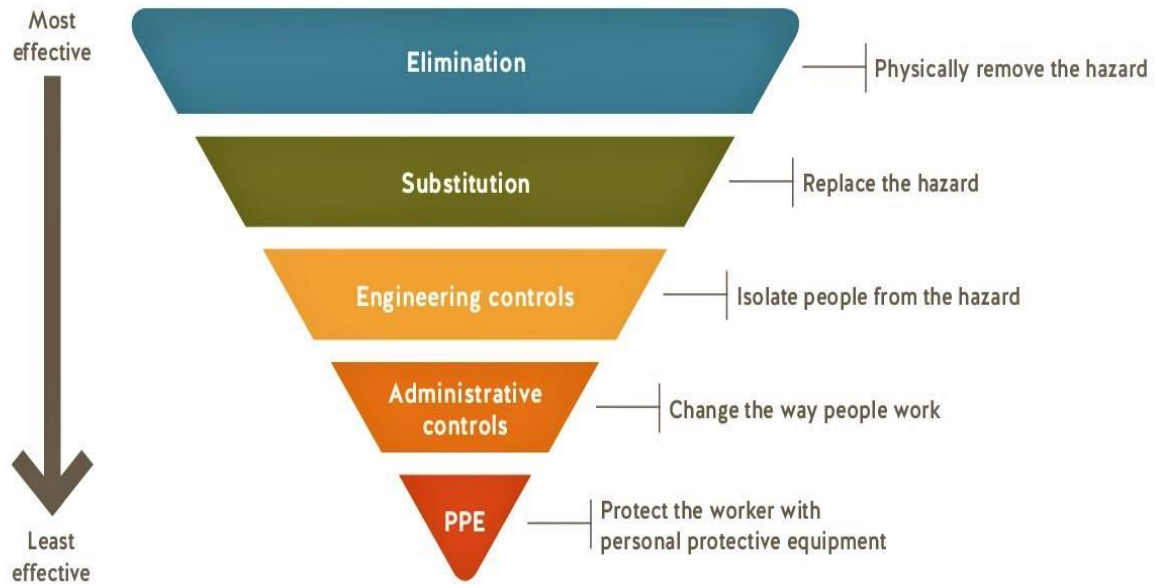 Most
effective
Elimination
Physically remove the hazard
Substitution
Replace the hazard
Engineering controls
Isolate people from the hazard
Administrative
controls
Change the way people work
PPE
Protect the worker with
personal protective equipment
Least
effective